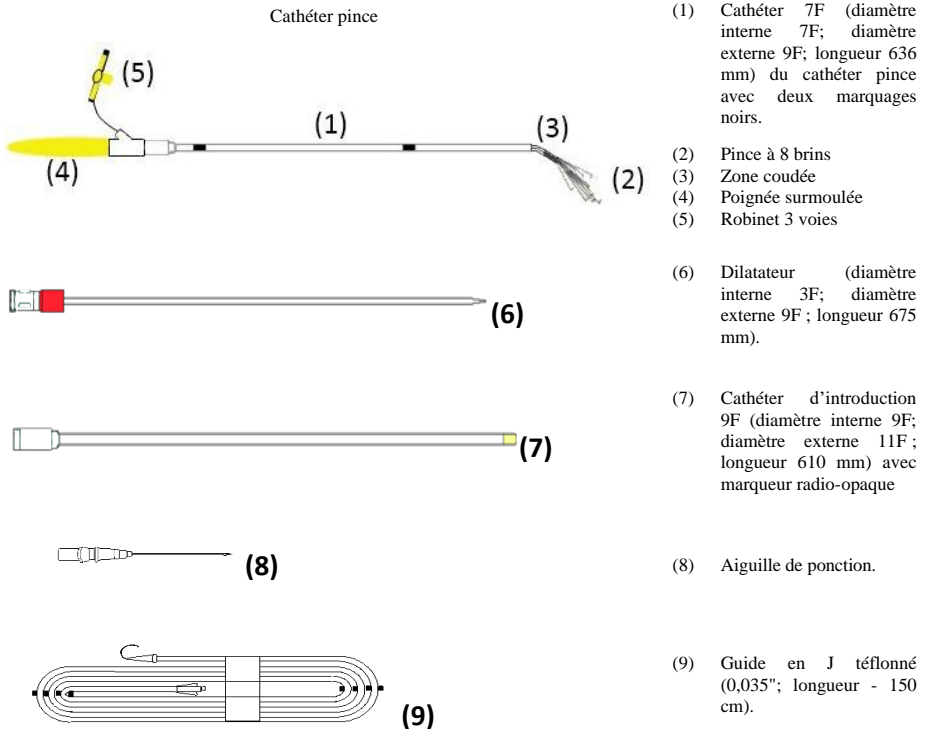 Cathéter pince
(5)
(1)
(3)
(4)
(2)
(6)
(7)
(8)
(9)
(1) Cathéter 7F (diamètre
interne 7F; diamètre
externe 9F; longueur 636
mm) du cathéter pince
avec deux marquages
noirs.
(2) Pince à 8 brins
(3) Zone coudée
(4) Poignée surmoulée
(5) Robinet 3 voies
(6) Dilatateur (diamètre
interne 3F; diamètre
externe 9F ; longueur 675
mm).
(7) Cathéter d’introduction
9F (diamètre interne 9F;
diamètre externe 11F ;
longueur 610 mm) avec
marqueur radio-opaque
(8) Aiguille de ponction.
(9) Guide en J téflonné
(0,035"; longueur - 150
cm).